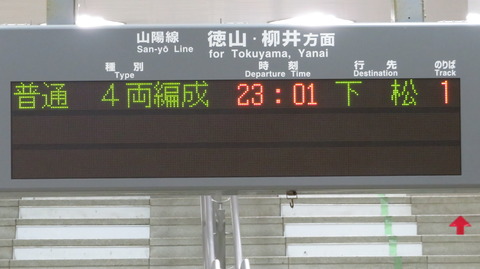 山陽線 徳山・柳井方面
San-yō Line for Tokuyama, Yanai
種別 時刻 行先 のりば
Type Departure Time Destination Track
普通 4両編成 23:01 下松 1